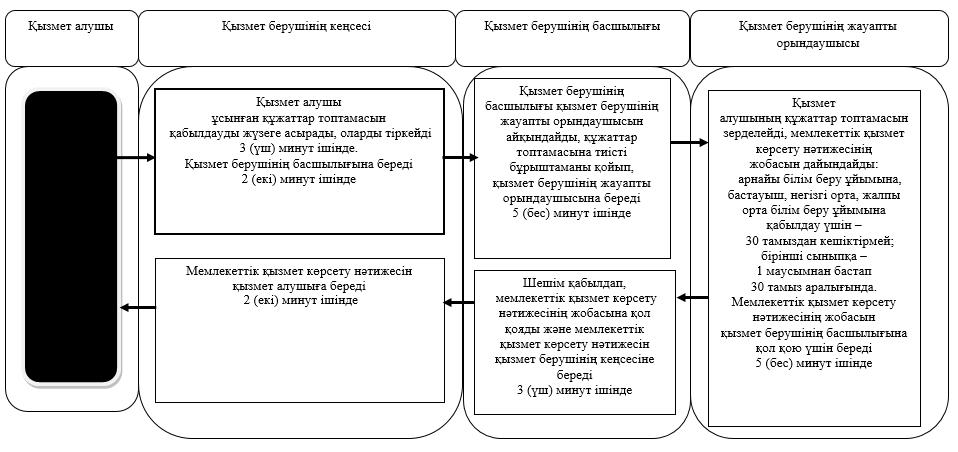 Қызмет алушы
Қызмет берушінің кеңсесі
Қызмет берушінің басшылығы
Қызмет берушінің жауапты
орындаушысы
Қызмет алушы
ұсынған құжаттар топтамасын
қабылдауды жүзеге асырады, оларды тіркейді
3 (үш) минут ішінде.
Қызмет берушінің басшылығына береді
2 (екі) минут ішінде
Қызмет берушінің
басшылығы қызмет берушінің
жауапты орындаушысын
айқындайды, құжаттар
топтамасына тиісті
бұрыштаманы қойып,
қызмет берушінің жауапты
орындаушысына береді
5 (бес) минут ішінде
Қызмет
алушының құжаттар топтамасын
зерделейді, мемлекеттік қызмет
көрсету нәтижесінің
жобасын дайындайды:
арнайы білім беру ұйымына,
бастауыш, негізгі орта, жалпы
орта білім беру ұйымына
қабылдау үшін –
30 тамыздан кешіктірмей;
бірінші сыныпқа –
1 маусымнан бастап
30 тамыз аралығында.
Мемлекеттік қызмет көрсету
нәтижесінің жобасын
қызмет берушінің басшылығына
қол қою үшін береді
5 (бес) минут ішінде
Шешім қабылдап,
мемлекеттік қызмет көрсету
нәтижесінің жобасына қол
қояды және мемлекеттік
қызмет көрсету нәтижесін
қызмет берушінің кеңсесіне
береді
3 (үш) минут ішінде
Мемлекеттік қызмет көрсету нәтижесін
қызмет алушыға береді
2 (екі) минут ішінде